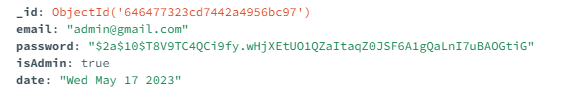 _id: ObjectId('646477323cd7442a4956bc97')
email: "admin@gmail.com"
password: "$2a$10$T8V9TC4QCi9fy.wHjXEtUO1QZaItaqZ0JSF6A1gQaLnI7uBAOGtiG"
isAdmin: true
date: "Wed May 17 2023"